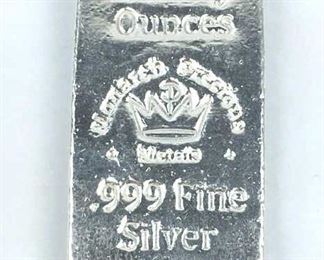 Ounces
Monarch Precious
Metals
.999 Fine
Silver